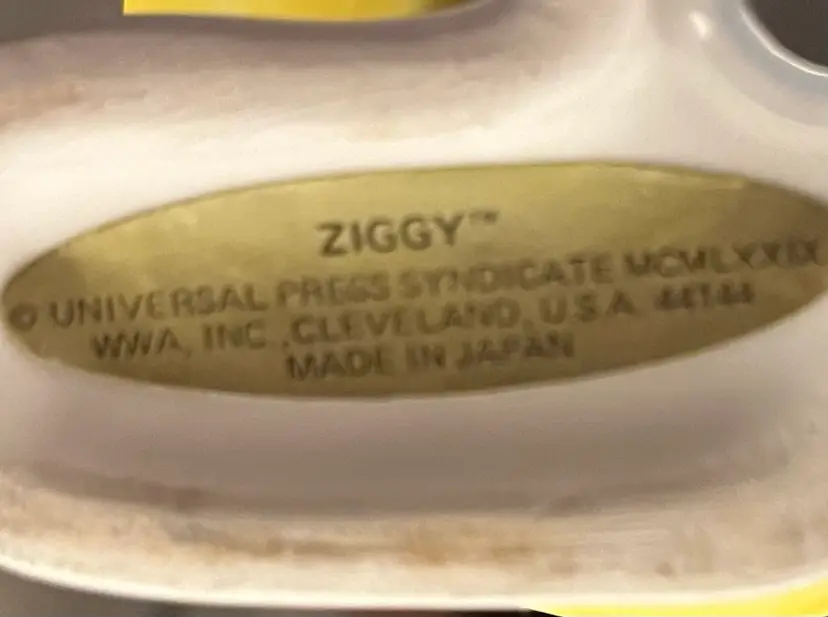 ZIGGY™
© UNIVERSAL PRESS SYNDICATE MCMLXXIX
WWA, INC., CLEVELAND, U.S.A. 44144
MADE IN JAPAN